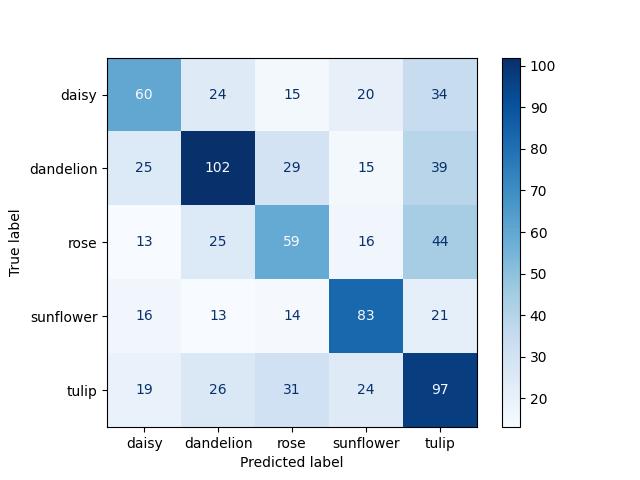 daisy 60 24 15 20 34
dandelion 25 102 29 15 39
rose 13 25 59 16 44
sunflower 16 13 14 83 21
tulip 19 26 31 24 97
daisy dandelion rose sunflower tulip
Predicted label
True label
100
90
80
70
60
50
40
30
20